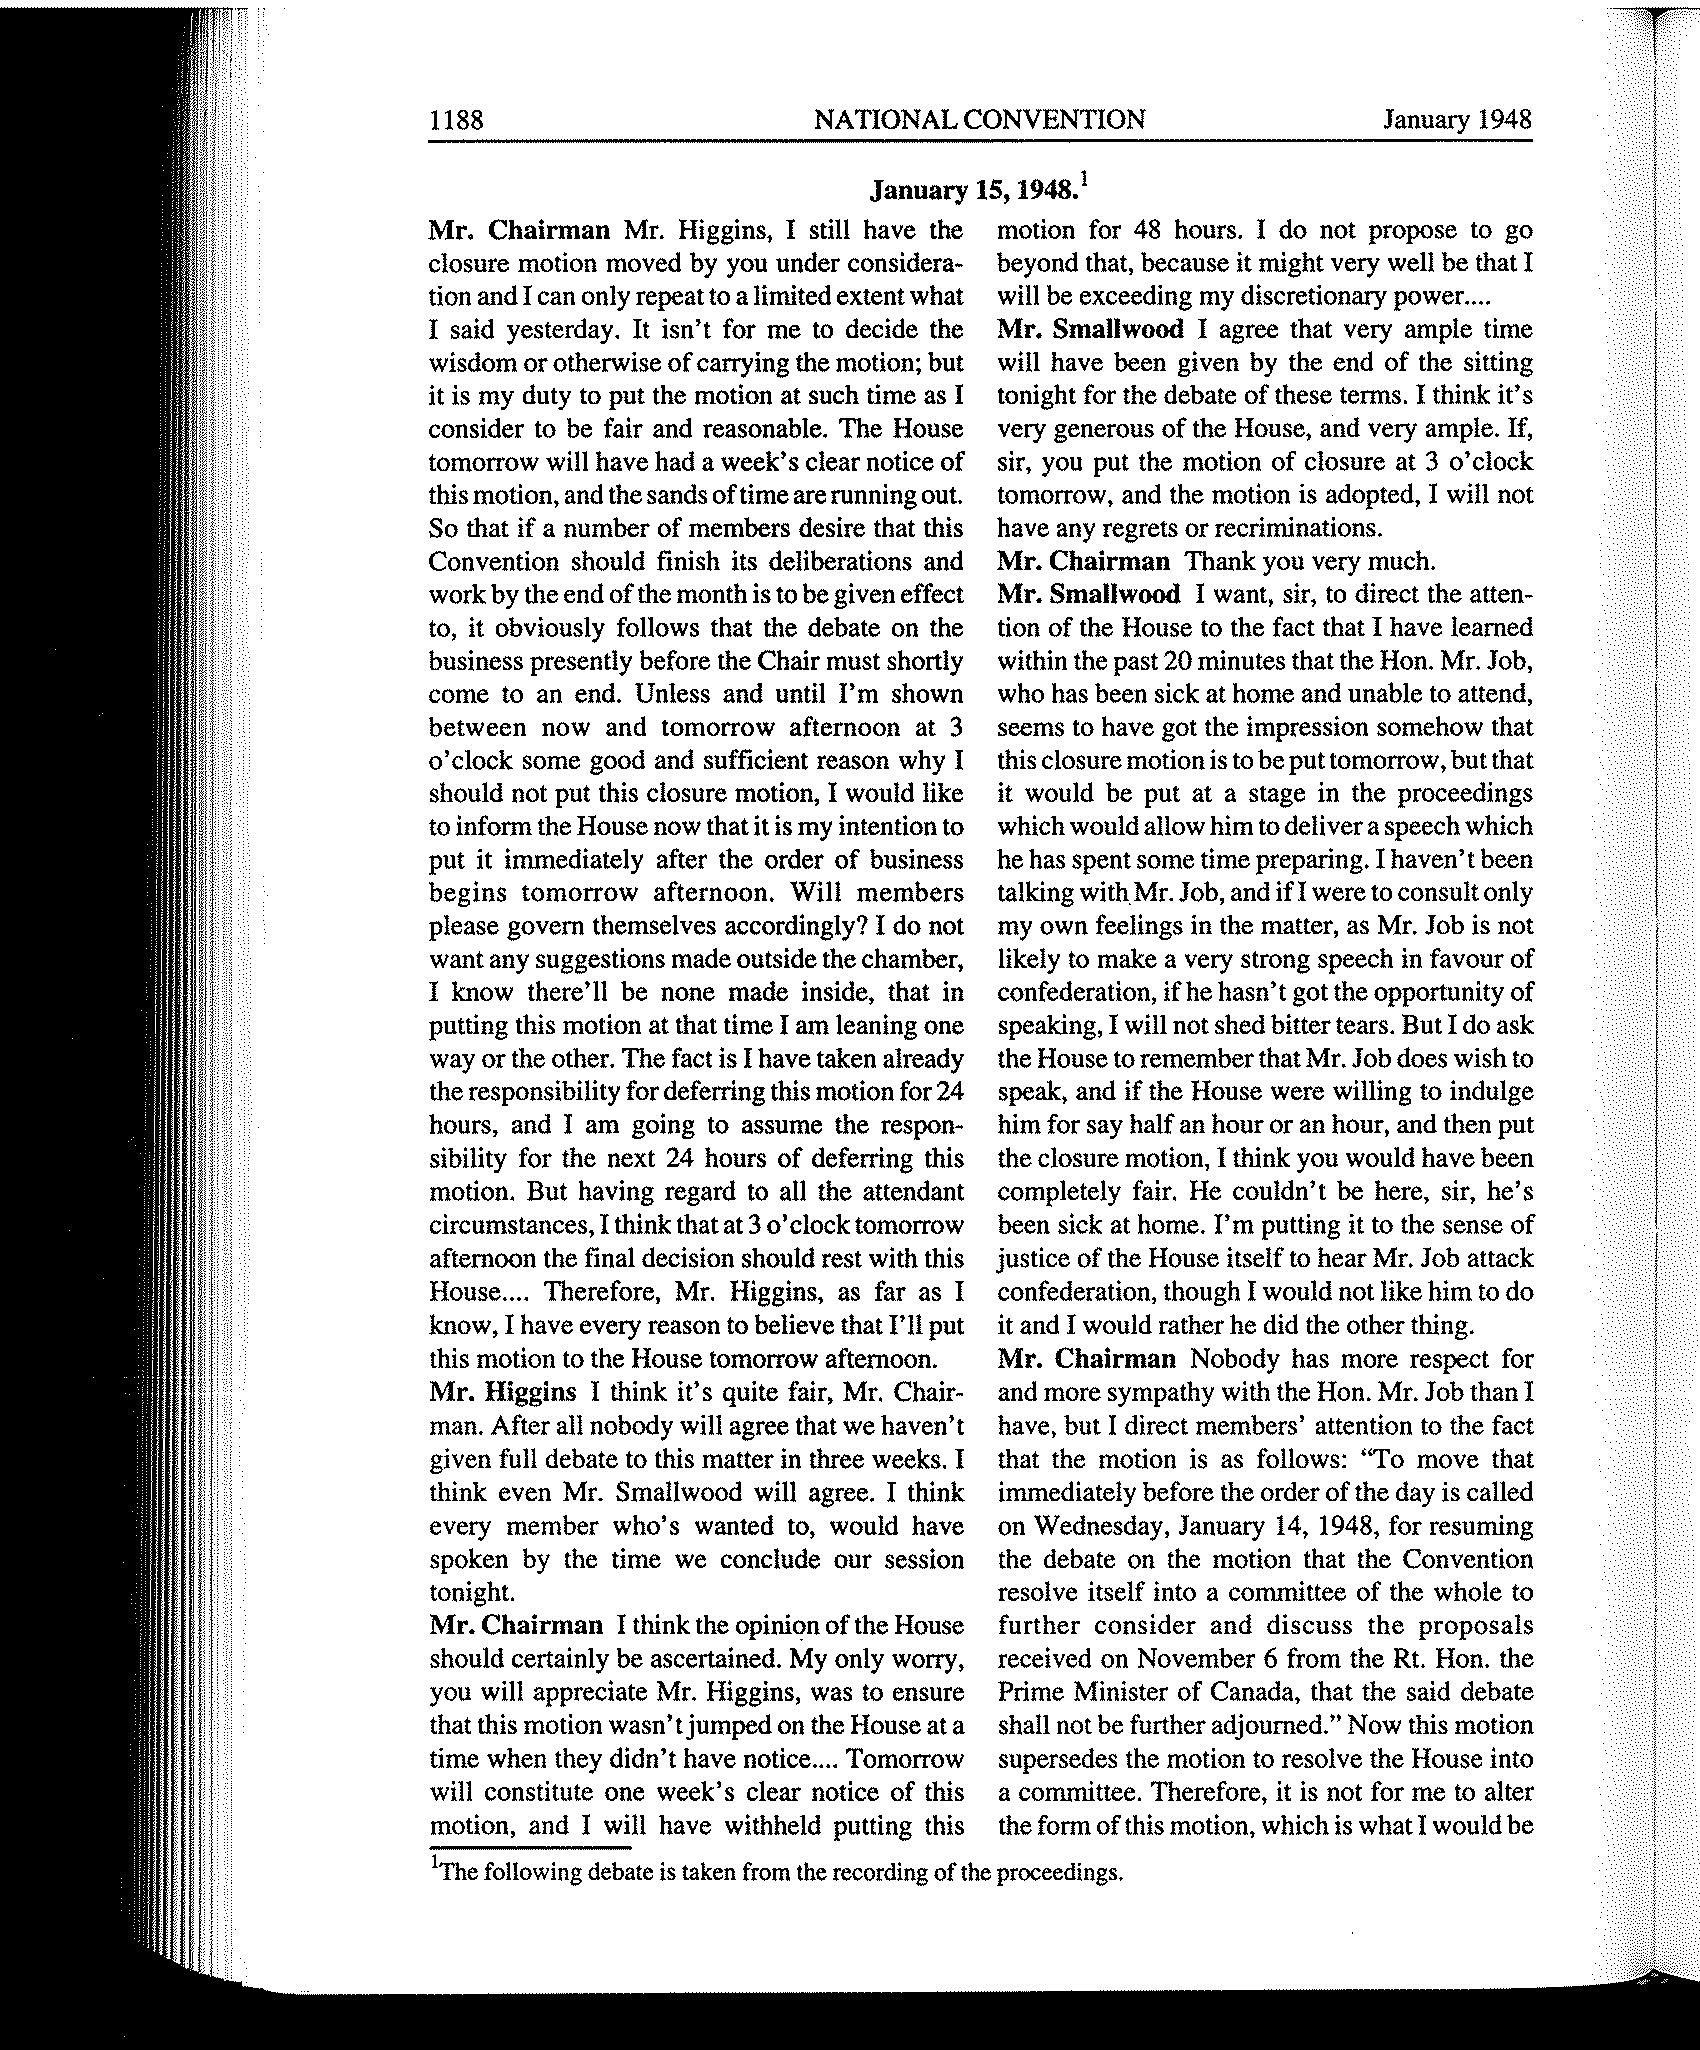 1188 NATIONAL CONVENTION January 1948
January 15, 1948.1
Mr. Chairman Mr. Higgins, I still have the
closure motion moved by you under considera-
tion and I can only repeat to a limited extent what
I said yesterday. It isn't for me to decide the
wisdom or otherwise of carrying the motion; but
it is my duty to put the motion at such time as I
consider to be fair and reasonable. The House
tomorrow will have had a week's clear notice of
this motion, and the sands of time are running out.
So that if a number of members desire that this
Convention should finish its deliberations and
work by the end of the month is to be given effect
to, it obviously follows that the debate on the
business presently before the Chair must shortly
come to an end. Unless and until I'm shown
between now and tomorrow afternoon at 3
o'clock some good and sufficient reason why I
should not put this closure motion, I would like
to inform the House now that it is my intention to
put it immediately after the order of business
begins tomorrow afternoon. Will members
please govern themselves accordingly? I do not
want any suggestions made outside the chamber,
I know there'll be none made inside, that in
putting this motion at that time I am leaning one
way or the other. The fact is I have taken already
the responsibility for deferring this motion for 24
hours, and I am going to assume the respon-
sibility for the next 24 hours of deferring this
motion. But having regard to all the attendant
circumstances, I think that at 3 o'clock tomorrow
afternoon the final decision should rest with this
House.... Therefore, Mr. Higgins, as far as I
know, I have every reason to believe that I'll put
this motion to the House tomorrow afternoon.
Mr. Higgins I think it's quite fair, Mr. Chair-
man. After all nobody will agree that we haven't
given full debate to this matter in three weeks. I
think even Mr. Smallwood will agree. I think
every member who's wanted to, would have
spoken by the time we conclude our session
tonight.
Mr. Chairman I think the opinion of the House
should certainly be ascertained. My only worry,
you will appreciate Mr. Higgins, was to ensure
that this motion wasn't jumped on the House at a
time when they didn't have notice.... Tomorrow
will constitute one week's clear notice of this
motion, and I will have withheld putting this
motion for 48 hours. I do not propose to go
beyond that, because it might very well be that I
will be exceeding my discretionary power....
Mr. Smallwood I agree that very ample time
will have been given by the end of the sitting
tonight for the debate of these terms. I think it's
very generous of the House, and very ample. If,
sir, you put the motion of closure at 3 o'clock
tomorrow, and the motion is adopted, I will not
have any regrets or recriminations.
Mr. Chairman Thank you very much.
Mr. Smallwood I want, sir, to direct the atten-
tion of the House to the fact that I have learned
within the past 20 minutes that the Hon. Mr. Job,
who has been sick at home and unable to attend,
seems to have got the impression somehow that
this closure motion is to be put tomorrow, but that
it would be put at a stage in the proceedings
which would allow him to deliver a speech which
he has spent some time preparing. I haven't been
talking with Mr. Job, and if I were to consult only
my own feelings in the matter, as Mr. Job is not
likely to make a very strong speech in favour of
confederation, if he hasn't got the opportunity of
speaking, I will not shed bitter tears. But I do ask
the House to remember that Mr. Job does wish to
speak, and if the House were willing to indulge
him for say half an hour or an hour, and then put
the closure motion, I think you would have been
completely fair. He couldn't be here, sir, he's
been sick at home. I'm putting it to the sense of
justice of the House itself to hear Mr. Job attack
confederation, though I would not like him to do
it and I would rather he did the other thing.
Mr. Chairman Nobody has more respect for
and more sympathy with the Hon. Mr. Job than I
have, but I direct members' attention to the fact
that the motion is as follows: "To move that
immediately before the order of the day is called
on Wednesday, January 14, 1948, for resuming
the debate on the motion that the Convention
resolve itself into a committee of the whole to
further consider and discuss the proposals
received on November 6 from the Rt. Hon. the
Prime Minister of Canada, that the said debate
shall not be further adjourned." Now this motion
supersedes the motion to resolve the House into
a committee. Therefore, it is not for me to alter
the form of this motion, which is what I would be
1The following debate is taken from the recording of the proceedings.